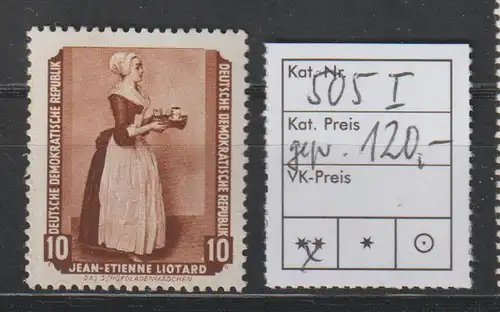 DEUTSCHE DEMOKRATISCHE REPUBLIK
DEUTSCHE DEMOKRATISCHE REPUBLIK
10 10
JEAN-ETIENNE LIOTARD
DAS SCHOKOLADENMÄDCHEN
Kat.-Nr. 505 I
Kat. Preis
gepr. 120,-
VK-Preis
** * ⊙
x